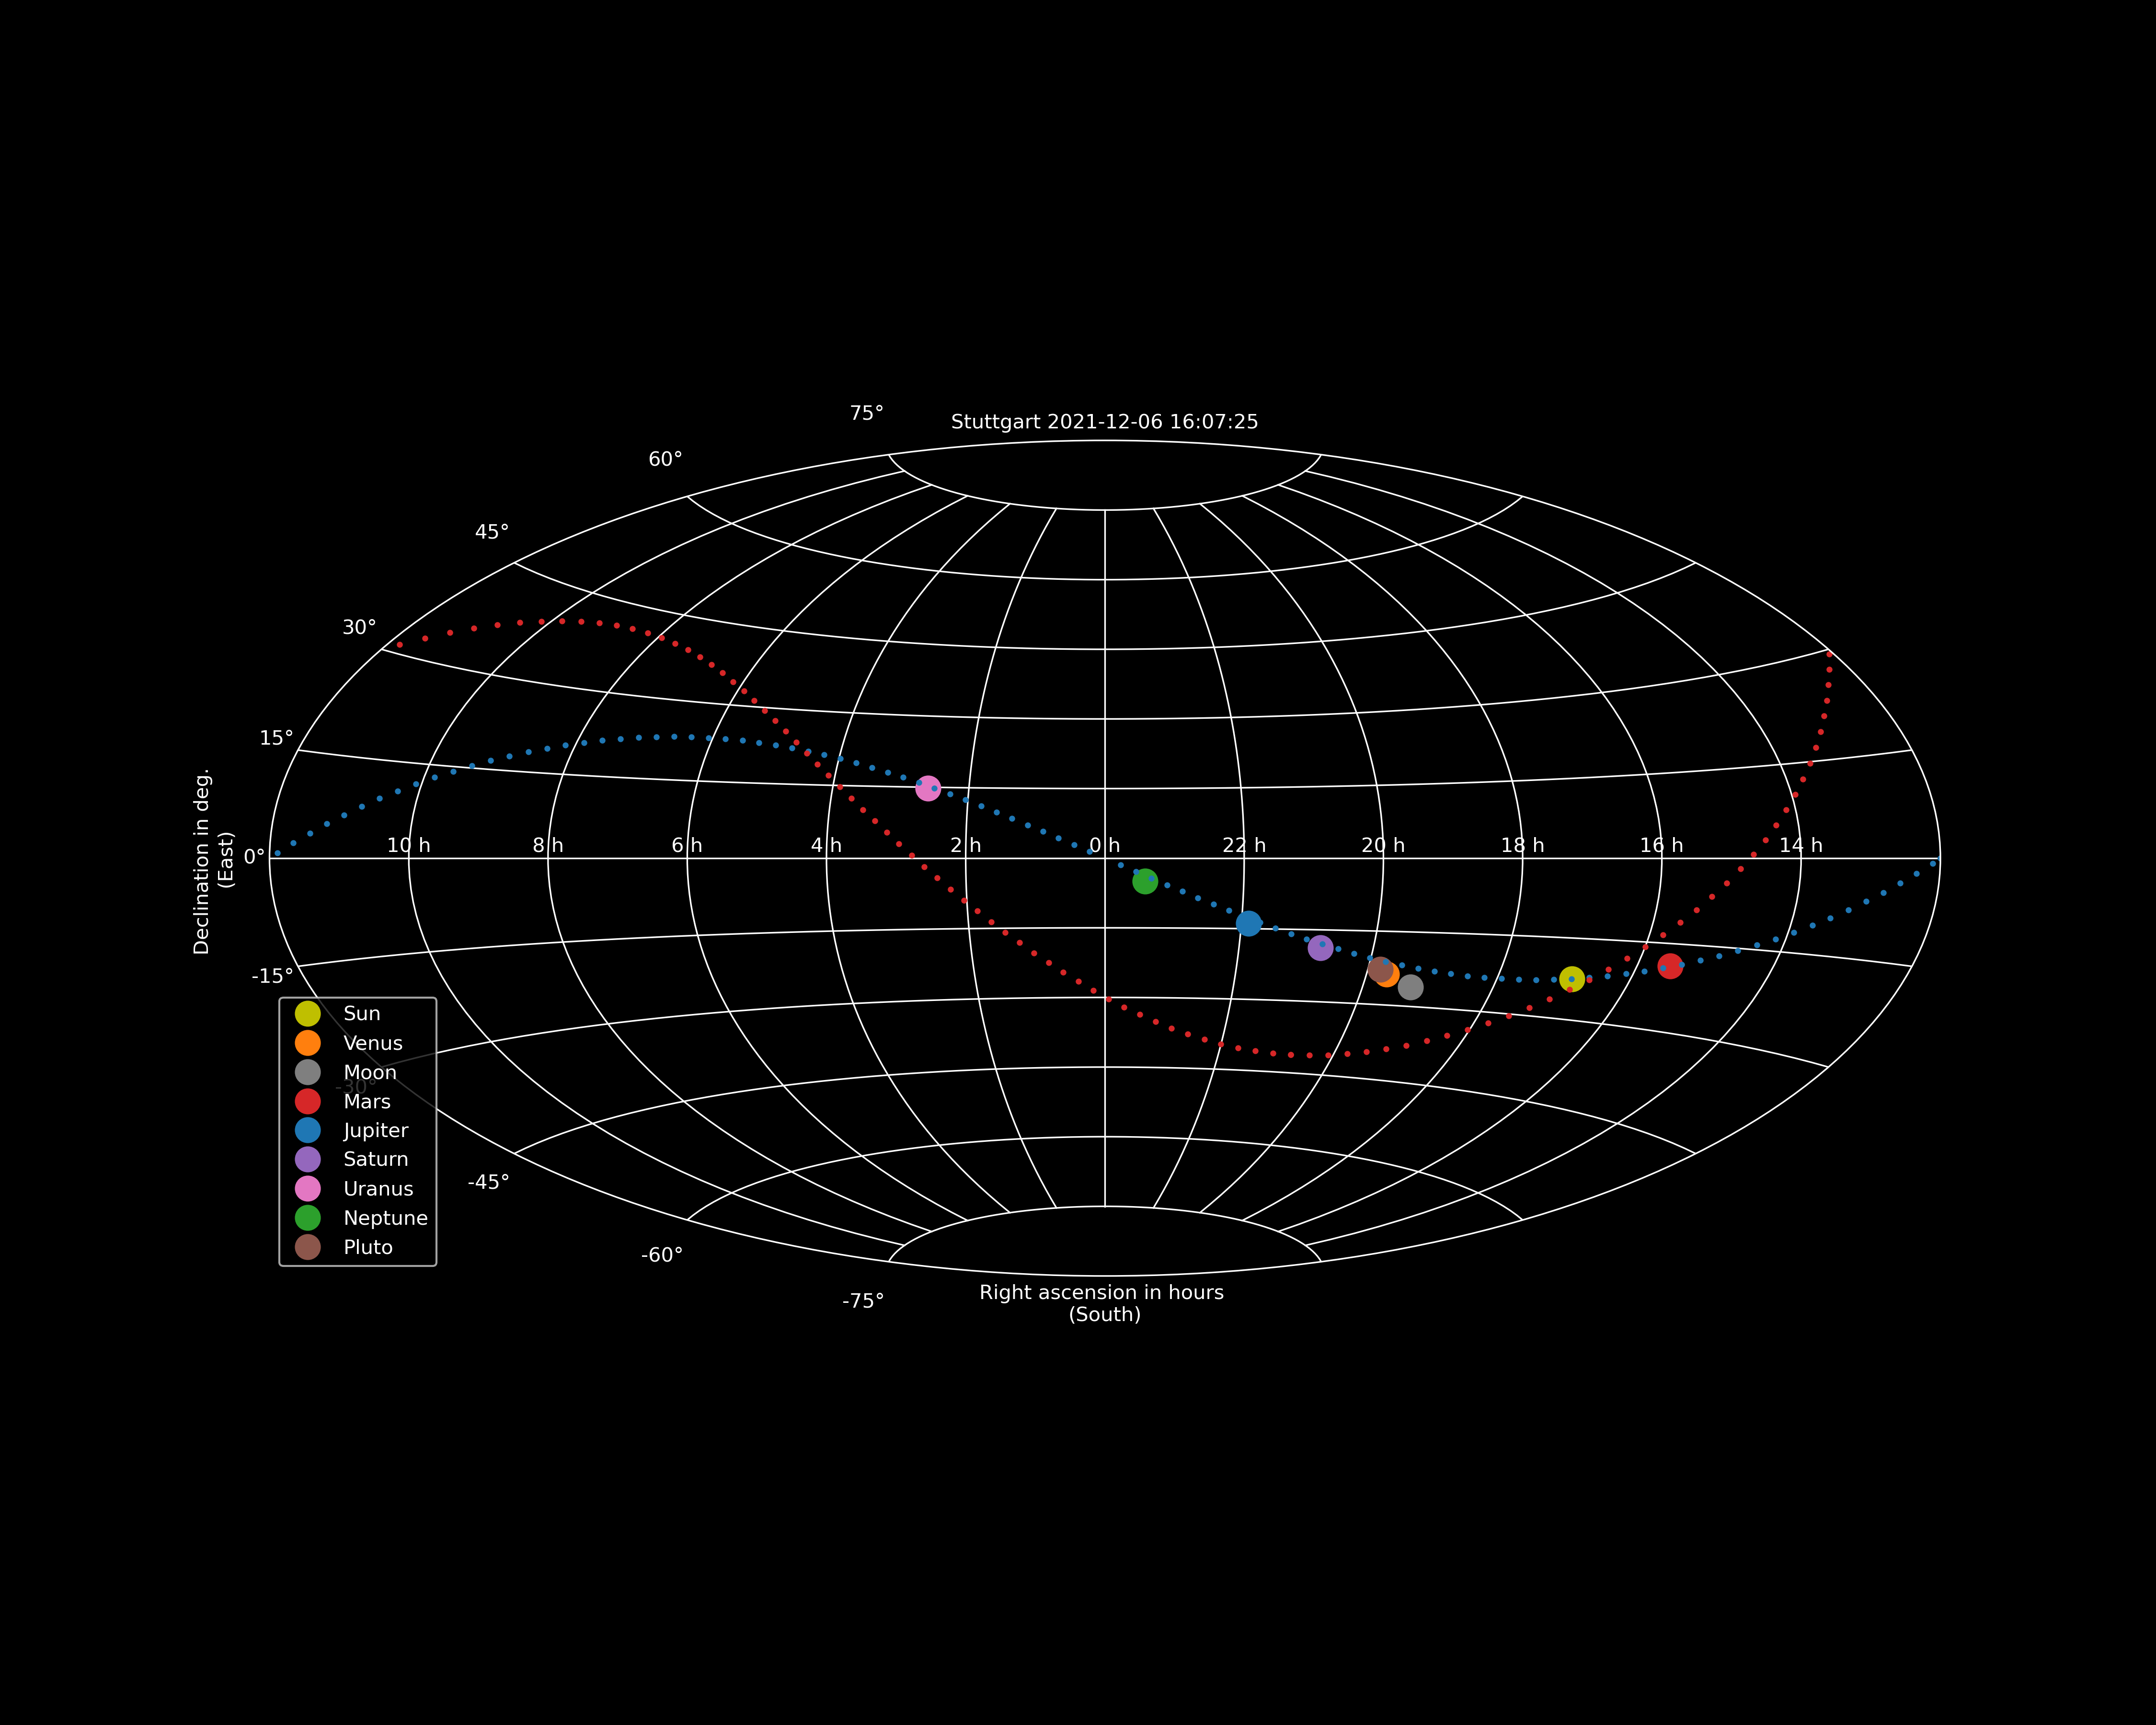 75°
Stuttgart 2021-12-06 16:07:25
60°
45°
30°
15°
Declination in deg.
(East)
0°
10 h 8 h 6 h 4 h 2 h 0 h 22 h 20 h 18 h 16 h 14 h
-15°
-30°
Sun
Venus
Moon
Mars
Jupiter
Saturn
Uranus
Neptune
Pluto
-45°
-60°
-75°
Right ascension in hours
(South)